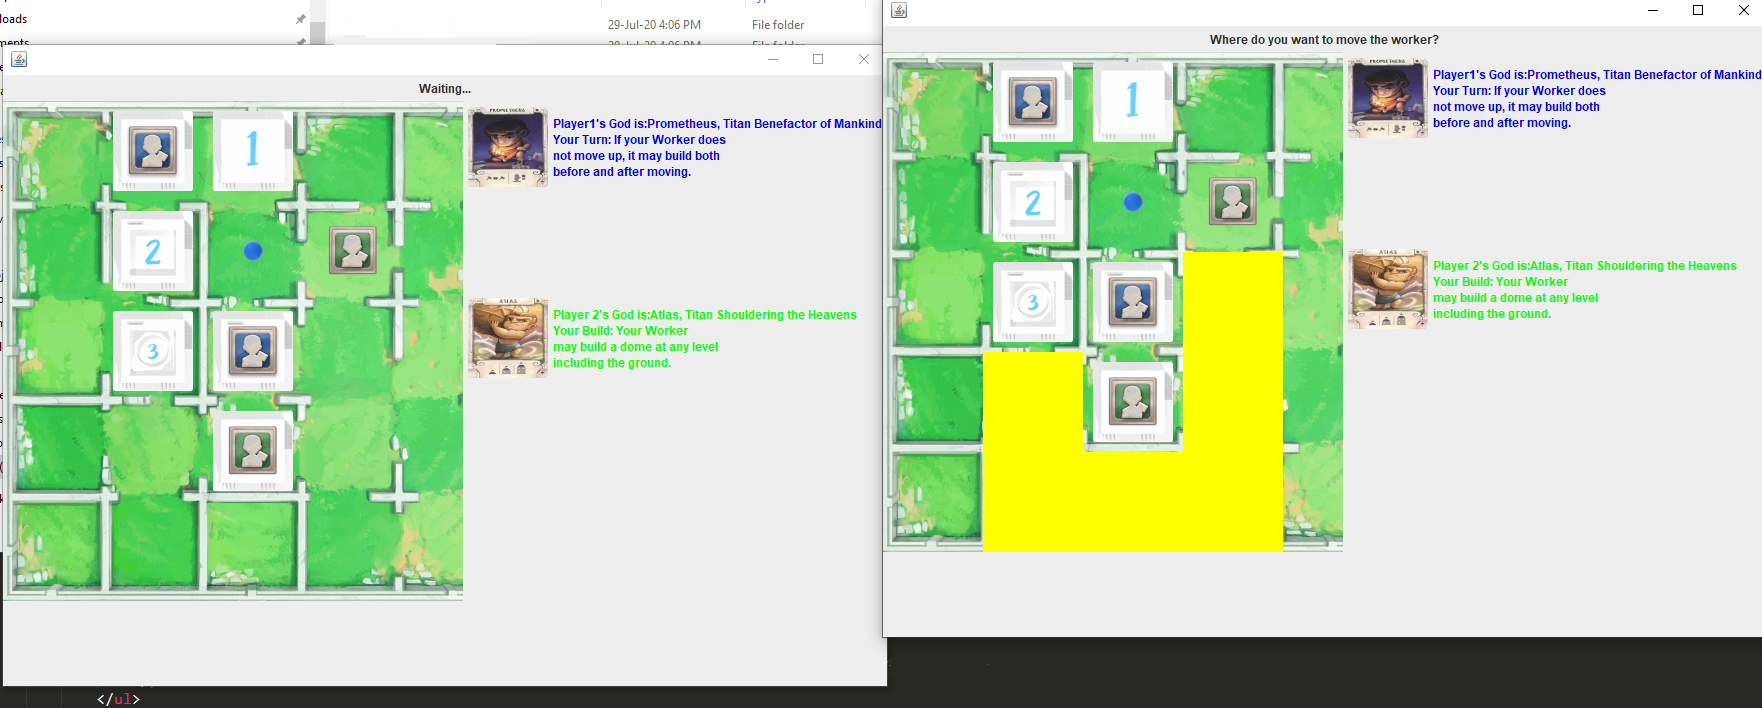 loads
29-Jul-20 4:06 PM
File folder
Waiting...
1
2
3
PROMETHEUS
Player1's God is:Prometheus, Titan Benefactor of Mankind
Your Turn: If your Worker does
not move up, it may build both
before and after moving.
ATLAS
Player 2's God is:Atlas, Titan Shouldering the Heavens
Your Build: Your Worker
may build a dome at any level
including the ground.
</ul>
Where do you want to move the worker?
1
2
3
PROMETHEUS
Player1's God is:Prometheus, Titan Benefactor of Mankind
Your Turn: If your Worker does
not move up, it may build both
before and after moving.
ATLAS
Player 2's God is:Atlas, Titan Shouldering the Heavens
Your Build: Your Worker
may build a dome at any level
including the ground.